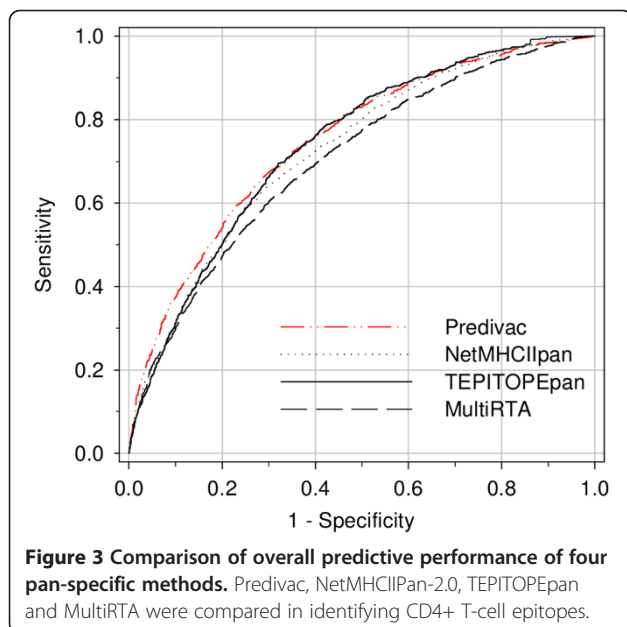 1.0
0.8
0.6
0.4
0.2
0.0
Sensitivity
Predivac
NetMHCIIpan
TEPITOPEpan
MultiRTA
0.0 0.2 0.4 0.6 0.8 1.0
1 - Specificity
Figure 3 Comparison of overall predictive performance of four
pan-specific methods. Predivac, NetMHCIIPan-2.0, TEPITOPEpan
and MultiRTA were compared in identifying CD4+ T-cell epitopes.